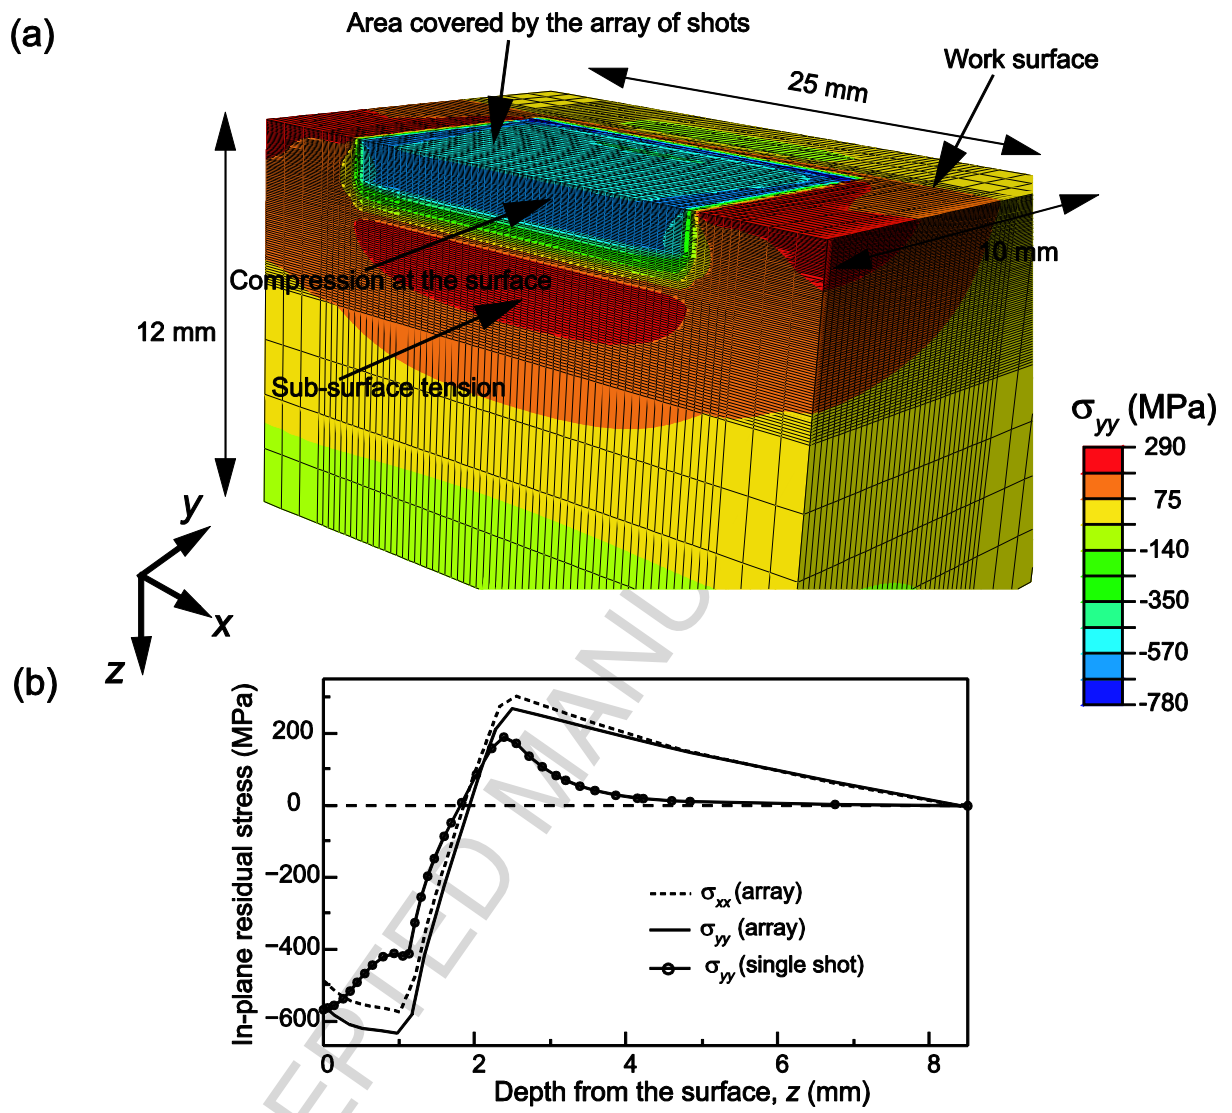 (a)
Area covered by the array of shots
Work surface
25 mm
10 mm
12 mm
Compression at the surface
Sub-surface tension
σyy (MPa)
290
75
-140
-350
-570
-780
y
x
z
(b)
In-plane residual stress (MPa)
200
0
−200
−400
−600
σxx (array)
σyy (array)
σyy (single shot)
0 2 4 6 8
Depth from the surface, z (mm)
EPTED MANU